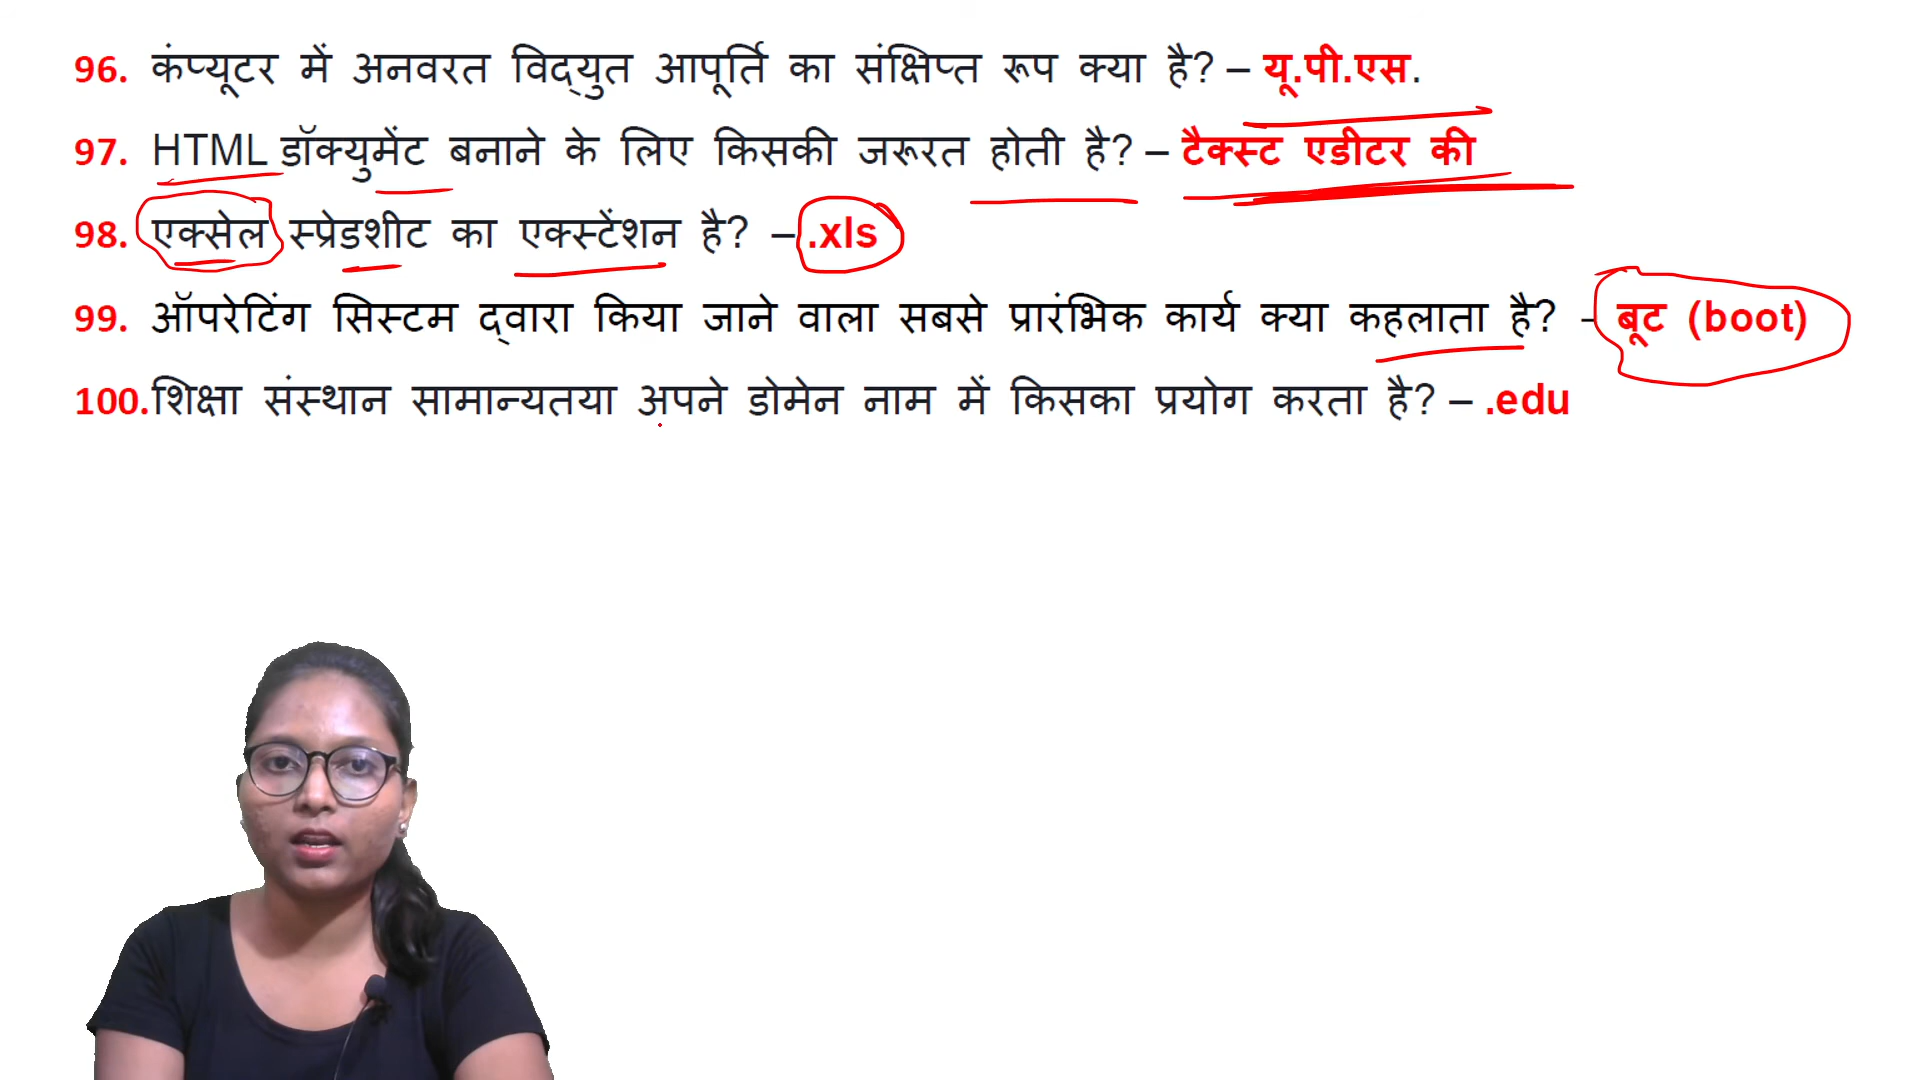 96. कंप्यूटर में अनवरत विद्युत आपूर्ति का संक्षिप्त रूप क्या है? – यू.पी.एस.
97. HTML डॉक्युमेंट बनाने के लिए किसकी जरूरत होती है? – टैक्स्ट एडीटर की
98. एक्सेल स्प्रेडशीट का एक्स्टेंशन है? – .xls
99. ऑपरेटिंग सिस्टम द्वारा किया जाने वाला सबसे प्रारंभिक कार्य क्या कहलाता है? – बूट (boot)
100. शिक्षा संस्थान सामान्यतया अपने डोमेन नाम में किसका प्रयोग करता है? – .edu